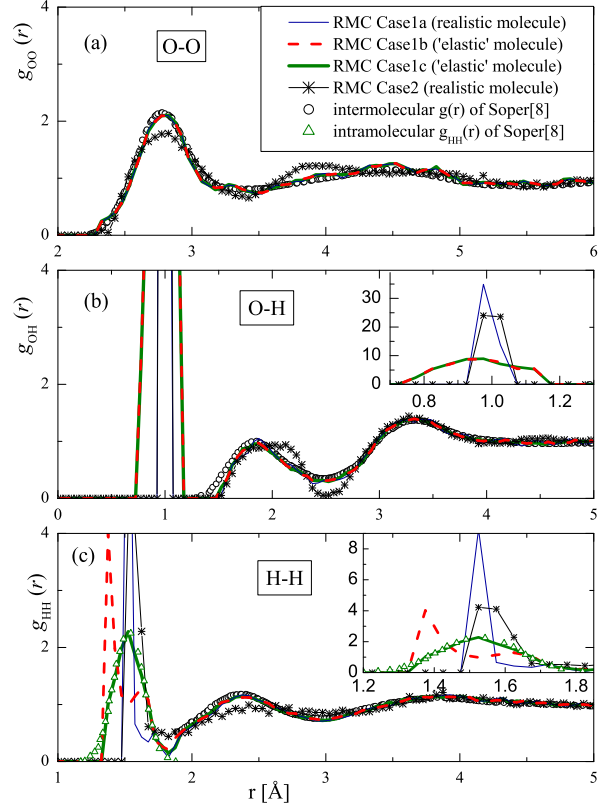 g_OO (r)
4
2
0
(a)
O-O
RMC Case1a (realistic molecule)
RMC Case1b ('elastic' molecule)
RMC Case1c ('elastic' molecule)
RMC Case2 (realistic molecule)
intermolecular g(r) of Soper[8]
intramolecular g_HH(r) of Soper[8]
2 3 4 5 6
g_OH (r)
4
2
0
(b)
O-H
30
20
10
0
0.8 1.0 1.2
0 1 2 3 4 5
g_HH (r)
4
2
0
(c)
H-H
8
6
4
2
0
1.2 1.4 1.6 1.8
1 2 3 4 5
r [Å]